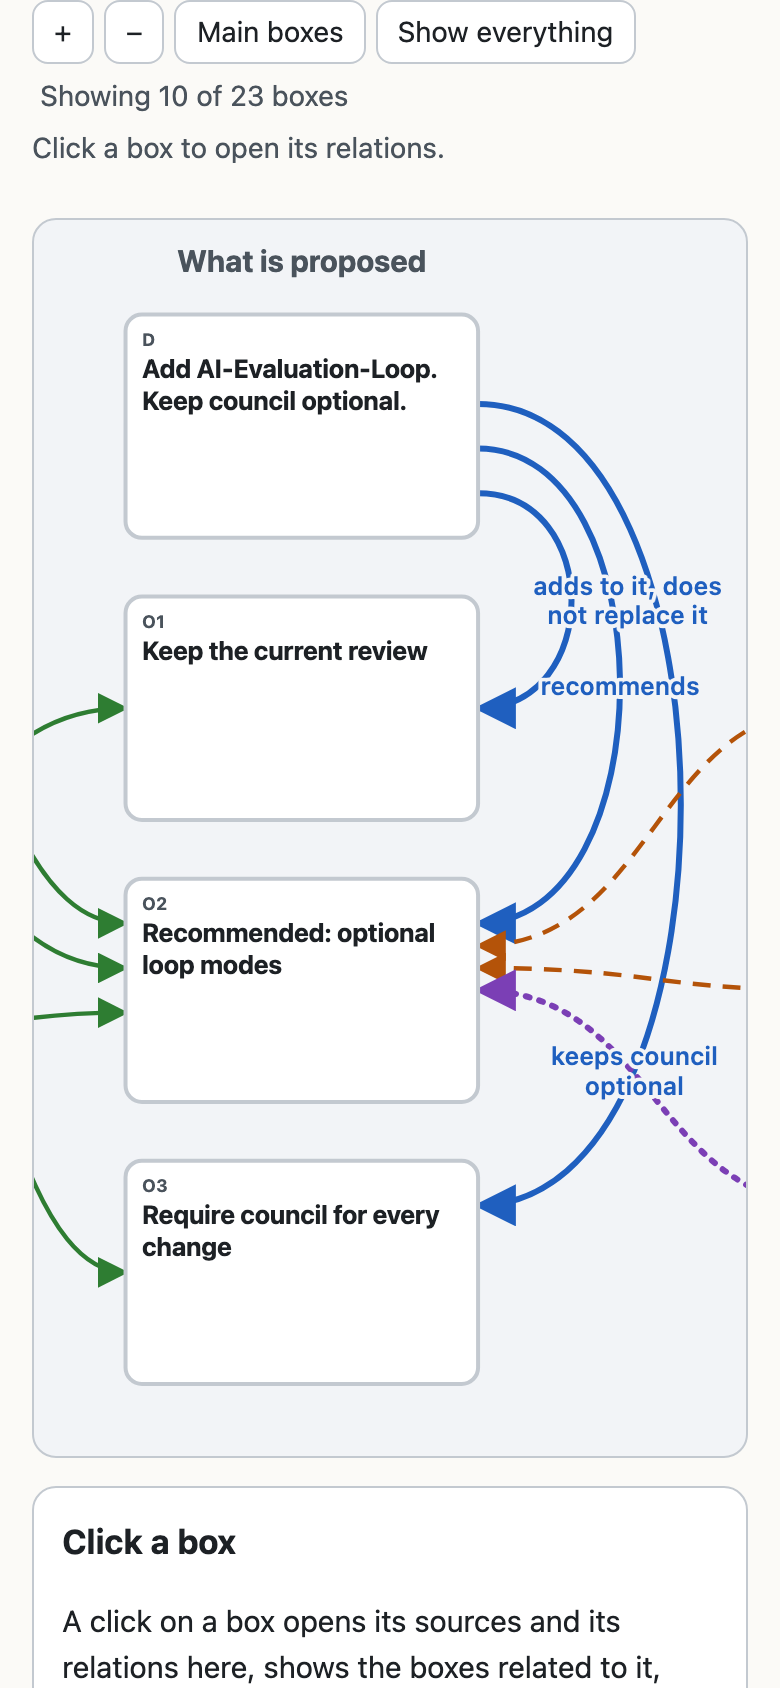 +
−
Main boxes
Show everything
Showing 10 of 23 boxes
Click a box to open its relations.
What is proposed
D
Add AI-Evaluation-Loop.
Keep council optional.
adds to it, does
not replace it
O1
Keep the current review
recommends
O2
Recommended: optional
loop modes
keeps council
optional
O3
Require council for every
change
Click a box
A click on a box opens its sources and its
relations here, shows the boxes related to it,